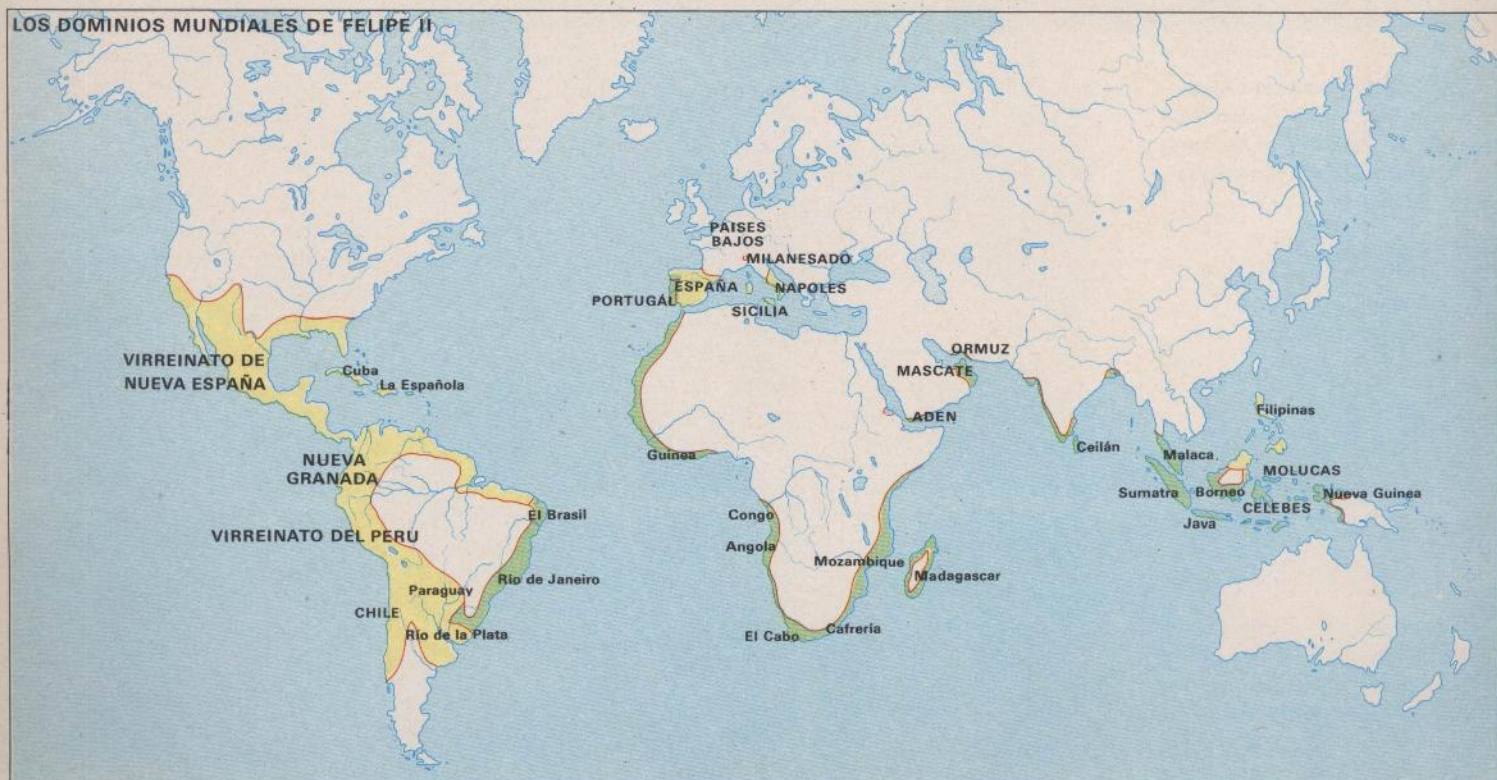 LOS DOMINIOS MUNDIALES DE FELIPE II
PAISES
BAJOS
MILANESADO
ESPAÑA
NAPOLES
PORTUGÁL
SICILIA
VIRREINATO DE
NUEVA ESPAÑA
Cuba
La Española
ORMUZ
MASCATE
ADEN
Filipinas
Ceilán
Malaca
NUEVA
GRANADA
Guinea
MOLUCAS
Sumatra
Borneo
Nueva Guinea
CELEBES
Java
El Brasil
Congo
VIRREINATO DEL PERU
Angola
Mozambique
Madagascar
Rio de Janeiro
Paraguay
CHILE
Río de la Plata
El Cabo
Cafrería